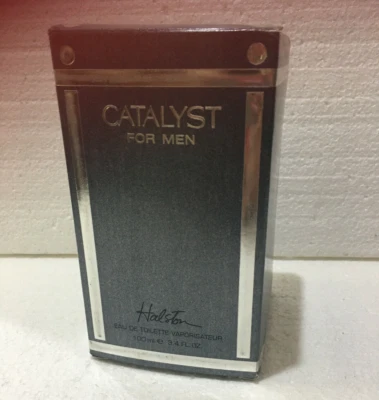 CATALYST
FOR MEN
Halston
EAU DE TOILETTE VAPORISATEUR
100 ml ℮ 3.4 FL.OZ